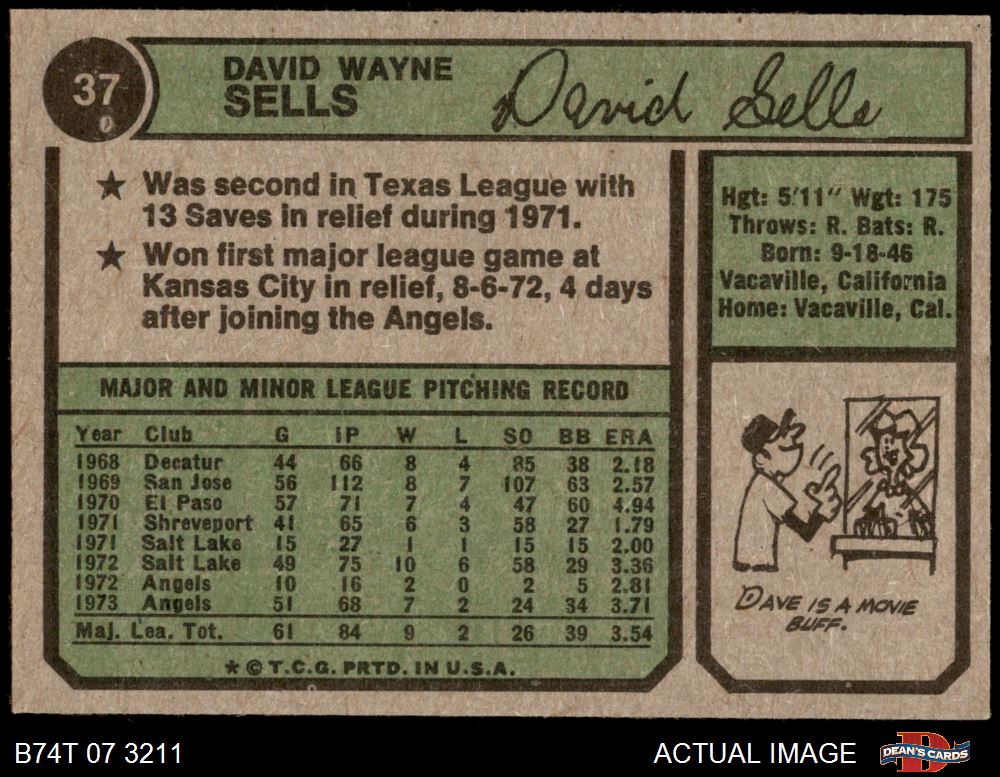 37
DAVID WAYNE
SELLS
David Sells
★ Was second in Texas League with
13 Saves in relief during 1971.
★ Won first major league game at
Kansas City in relief, 8-6-72, 4 days
after joining the Angels.
Hgt: 5'11" Wgt: 175
Throws: R. Bats: R.
Born: 9-18-46
Vacaville, California
Home: Vacaville, Cal.
MAJOR AND MINOR LEAGUE PITCHING RECORD
Year Club G IP W L SO BB ERA
1968 Decatur 44 66 8 4 85 38 2.18
1969 San Jose 56 112 8 7 107 63 2.57
1970 El Paso 57 71 7 4 47 60 4.94
1971 Shreveport 41 65 6 3 58 27 1.79
1971 Salt Lake 15 27 1 1 15 15 2.00
1972 Salt Lake 49 75 10 6 58 29 3.36
1972 Angels 10 16 2 0 2 5 2.81
1973 Angels 51 68 7 2 24 34 3.71
Maj. Lea. Tot. 61 84 9 2 26 39 3.54
★ © T.C.G. PRTD. IN U.S.A.
DAVE IS A MOVIE
BUFF.
B74T 07 3211
ACTUAL IMAGE
DEAN'S CARDS